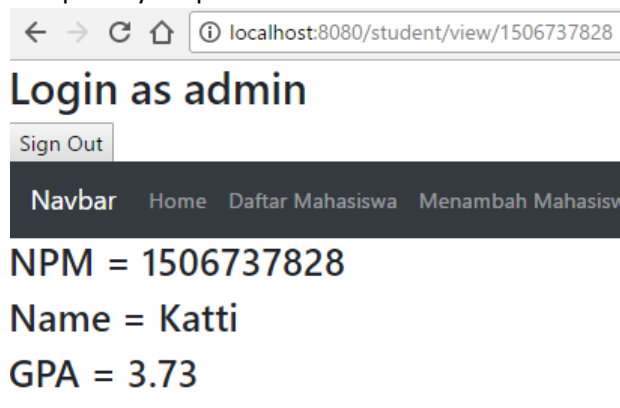 localhost:8080/student/view/1506737828
Login as admin
Sign Out
Navbar Home Daftar Mahasiswa Menambah
NPM = 1506737828
Name = Katti
GPA = 3.73